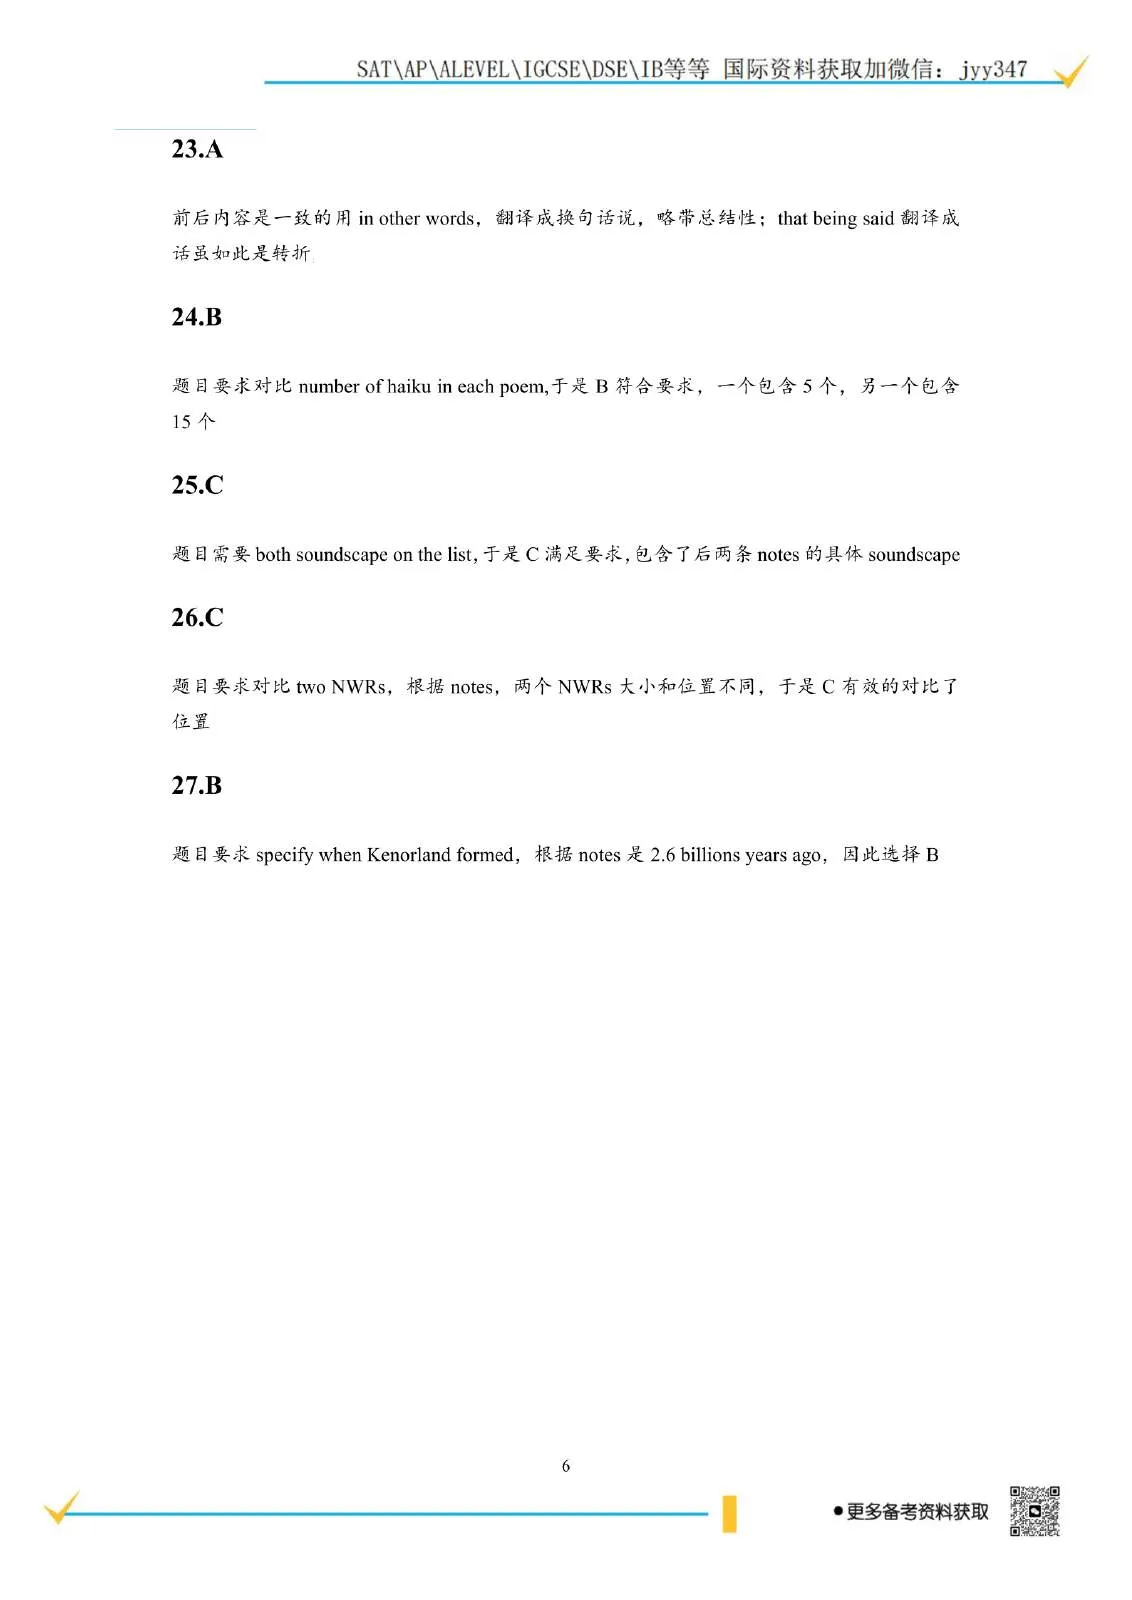 SAT\AP\ALEVEL\IGCSE\DSE\IB等等 国际资料获取加微信：jyy347
23.A
前后内容是一致的用 in other words，翻译成换句话说，略带总结性；that being said 翻译成
话虽如此是转折
24.B
题目要求对比 number of haiku in each poem,于是 B 符合要求，一个包含 5 个，另一个包含
15 个
25.C
题目需要 both soundscape on the list,于是 C 满足要求,包含了后两条 notes 的具体 soundscape
26.C
题目要求对比 two NWRs，根据 notes，两个 NWRs 大小和位置不同，于是 C 有效的对比了
位置
27.B
题目要求 specify when Kenorland formed，根据 notes 是 2.6 billions years ago，因此选择 B
6
●更多备考资料获取